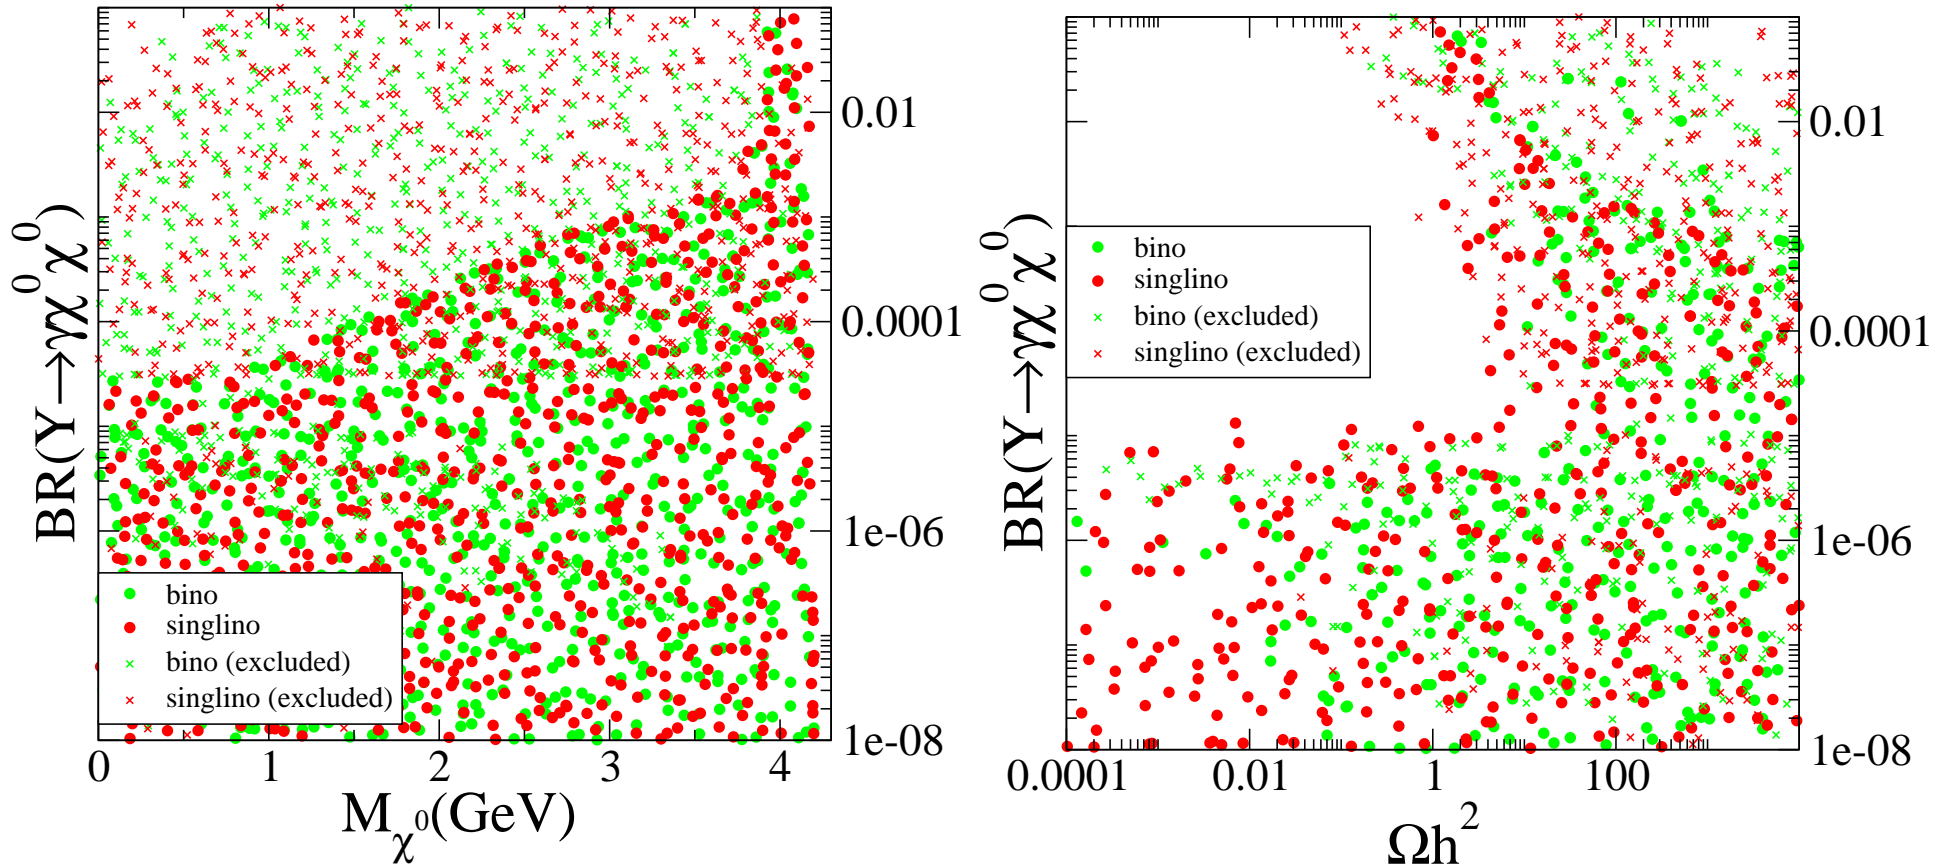 BR(Y→γχ⁰χ⁰)
0.01
0.0001
1e-06
1e-08
bino
singlino
bino (excluded)
singlino (excluded)
0 1 2 3 4
M_χ⁰(GeV)
BR(Y→γχ⁰χ⁰)
0.01
0.0001
1e-06
1e-08
bino
singlino
bino (excluded)
singlino (excluded)
0.0001 0.01 1 100
Ωh²